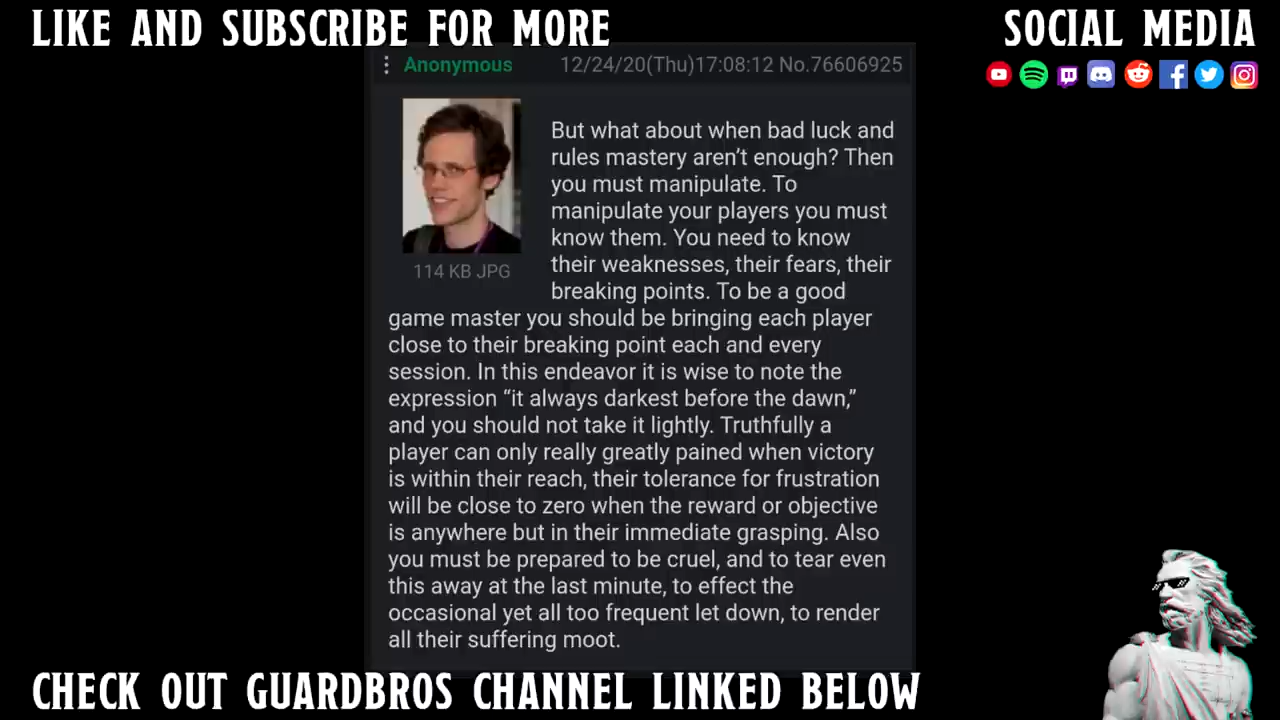 LIKE AND SUBSCRIBE FOR MORE
SOCIAL MEDIA
Anonymous 12/24/20(Thu)17:08:12 No.76606925
114 KB JPG
But what about when bad luck and
rules mastery aren’t enough? Then
you must manipulate. To
manipulate your players you must
know them. You need to know
their weaknesses, their fears, their
breaking points. To be a good
game master you should be bringing each player
close to their breaking point each and every
session. In this endeavor it is wise to note the
expression “it always darkest before the dawn,”
and you should not take it lightly. Truthfully a
player can only really greatly pained when victory
is within their reach, their tolerance for frustration
will be close to zero when the reward or objective
is anywhere but in their immediate grasping. Also
you must be prepared to be cruel, and to tear even
this away at the last minute, to effect the
occasional yet all too frequent let down, to render
all their suffering moot.
CHECK OUT GUARDBROS CHANNEL LINKED BELOW